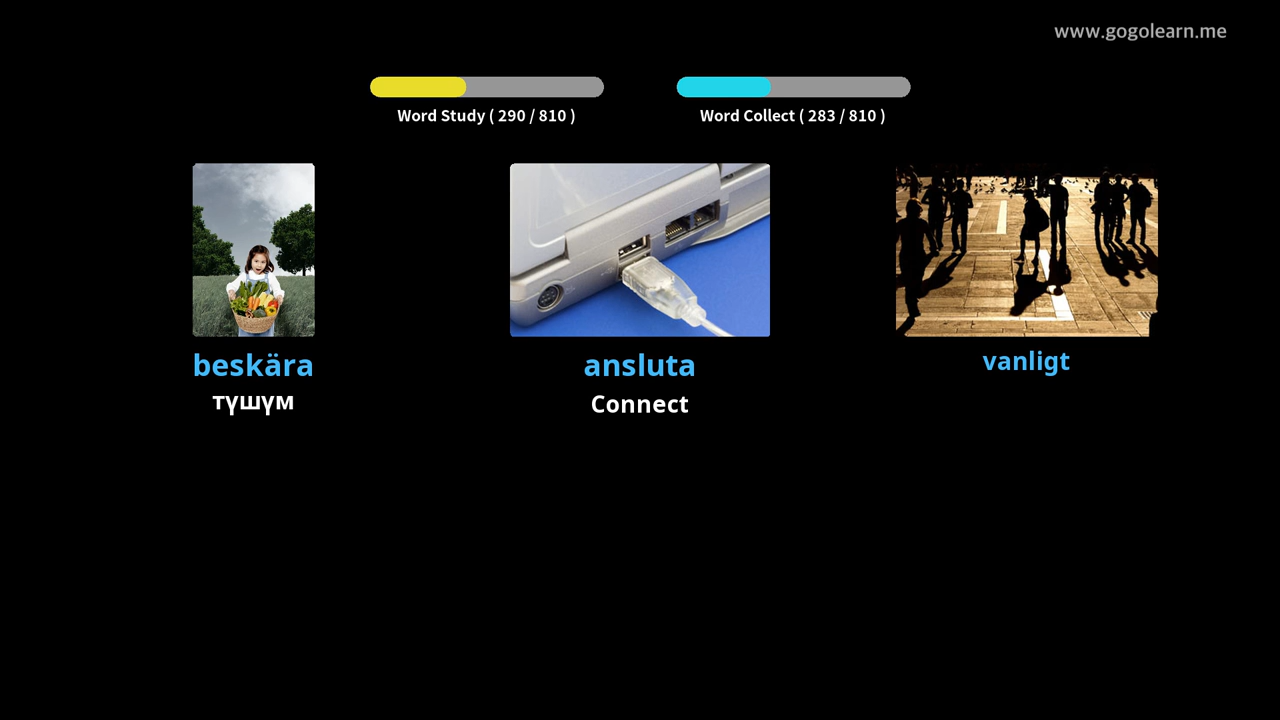 www.gogolearn.me
Word Study ( 290 / 810 )
Word Collect ( 283 / 810 )
beskära
түшүм
ansluta
Connect
vanligt